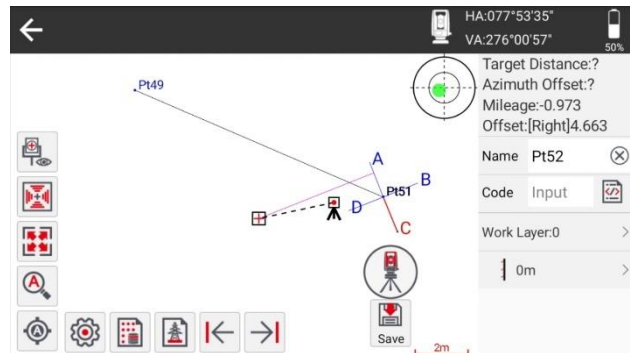 HA:077°53'35"
VA:276°00'57"
50%
Target Distance:?
Azimuth Offset:?
Mileage:-0.973
Offset:[Right]4.663
Name Pt52
Code Input
Work Layer:0
0m
Pt49
A
B
Pt51
D
C
A
A
Save
2m